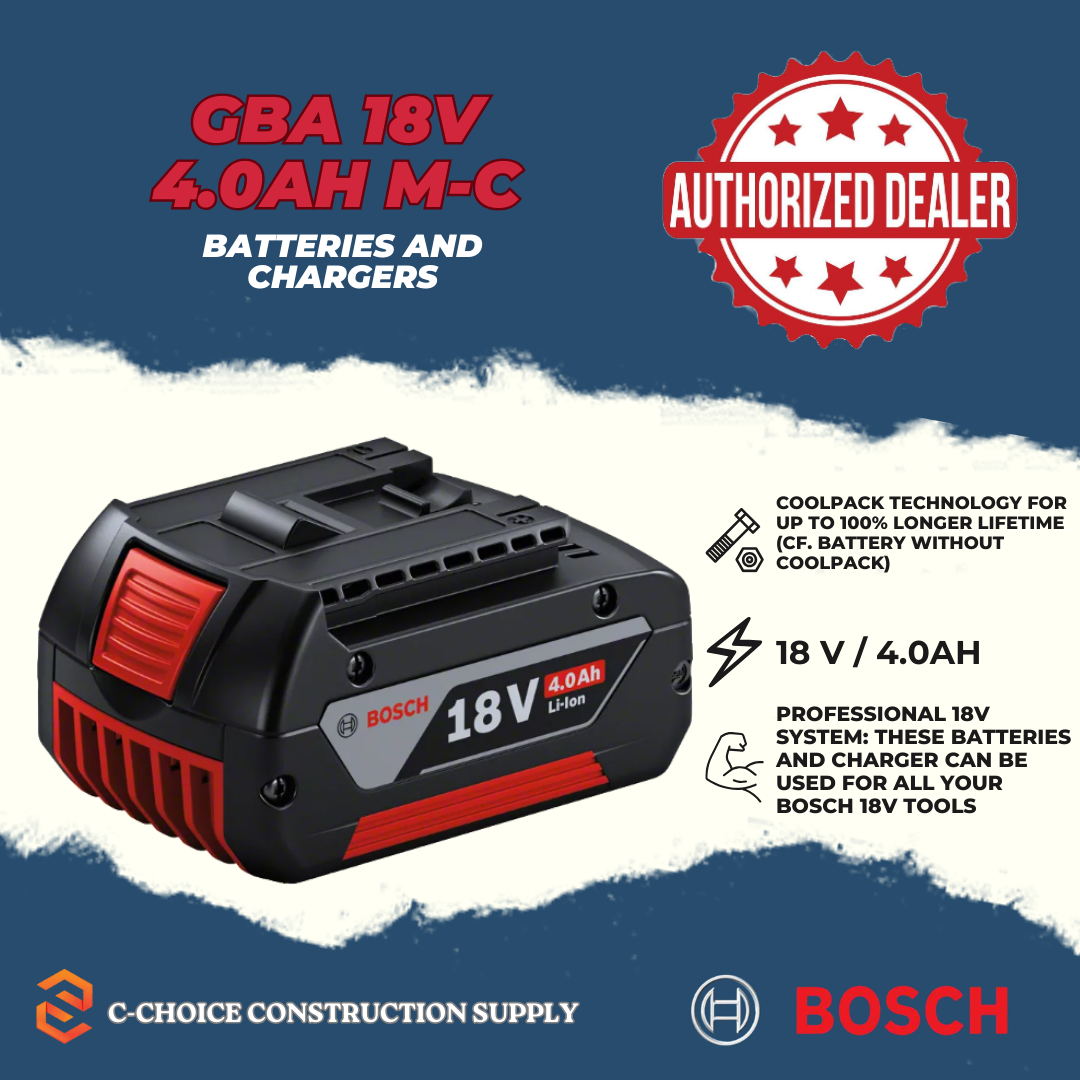 GBA 18V
4.0AH M-C
BATTERIES AND
CHARGERS
AUTHORIZED DEALER
COOLPACK TECHNOLOGY FOR
UP TO 100% LONGER LIFETIME
(CF. BATTERY WITHOUT
COOLPACK)
18 V / 4.0AH
PROFESSIONAL 18V
SYSTEM: THESE BATTERIES
AND CHARGER CAN BE
USED FOR ALL YOUR
BOSCH 18V TOOLS
BOSCH
18V
4.0Ah
Li-Ion
C-CHOICE CONSTRUCTION SUPPLY
BOSCH